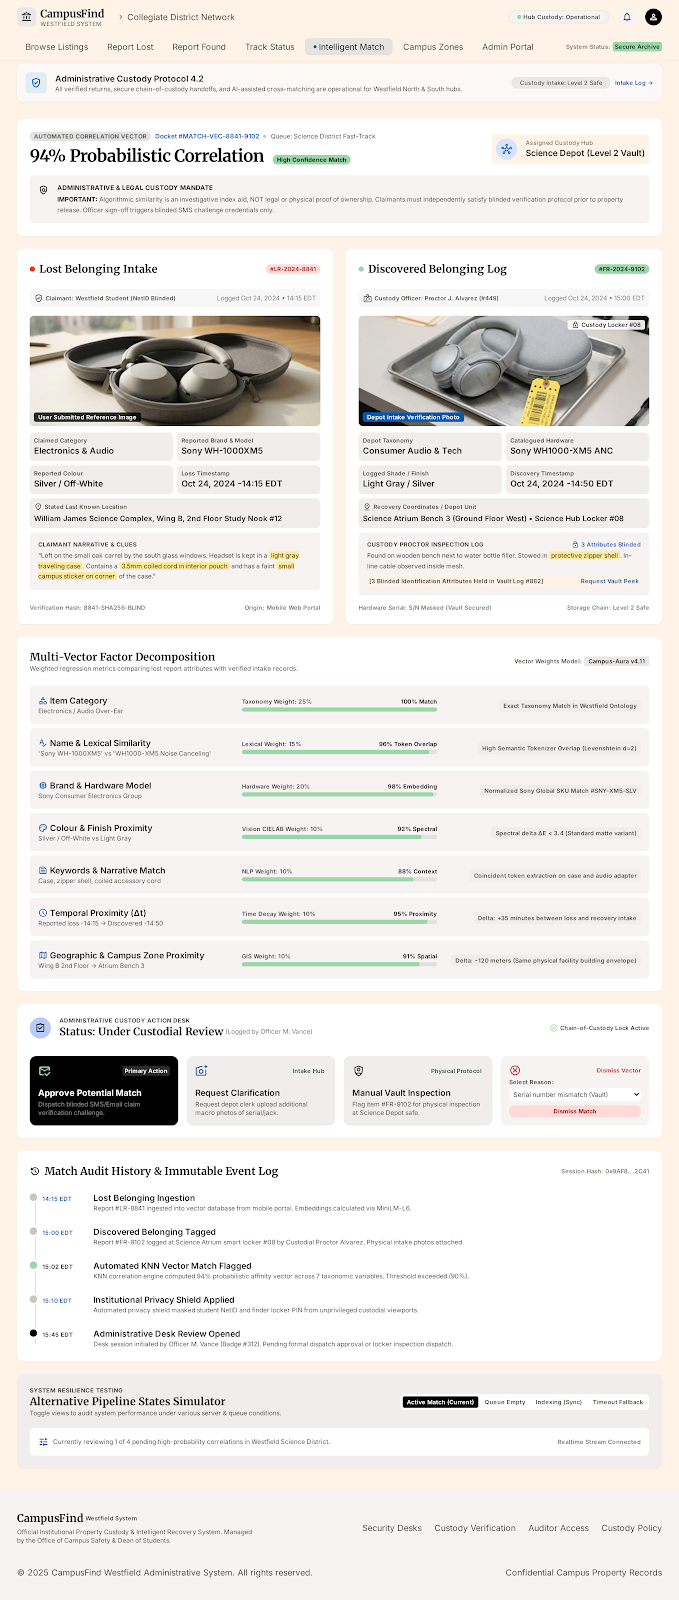 CampusFind
WESTFIELD SYSTEM
› Collegiate District Network
Hub Custody: Operational
Browse Listings
Report Lost
Report Found
Track Status
Intelligent Match
Campus Zones
Admin Portal
System Status: Secure Archive
Administrative Custody Protocol 4.2
All verified returns, secure chain-of-custody handoffs, and AI-assisted cross-matching are operational for Westfield North & South hubs.
Custody Intake: Level 2 Safe
Intake Log →
AUTOMATED CORRELATION VECTOR
Docket #MATCH-VEC-8841-9102 • Queue: Science District Fast-Track
94% Probabilistic Correlation
High Confidence Match
Assigned Custody Hub
Science Depot (Level 2 Vault)
ADMINISTRATIVE & LEGAL CUSTODY MANDATE
IMPORTANT: Algorithmic similarity is an investigative index aid, NOT legal or physical proof of ownership. Claimants must independently satisfy blinded verification protocol prior to property
release. Officer sign-off triggers blinded SMS challenge credentials only.
Lost Belonging Intake
#LR-2024-8841
Claimant: Westfield Student (NetID Blinded)
Logged Oct 24, 2024 • 14:15 EDT
User Submitted Reference Image
Claimed Category
Electronics & Audio
Reported Brand & Model
Sony WH-1000XM5
Reported Colour
Silver / Off-White
Loss Timestamp
Oct 24, 2024 ~14:15 EDT
Stated Last Known Location
William James Science Complex, Wing B, 2nd Floor Study Nook #12
CLAIMANT NARRATIVE & CLUES
"Left on the small oak carrel by the south glass windows. Headset is kept in a light gray
traveling case. Contains a 3.5mm coiled cord in interior pouch and has a faint small
campus sticker on corner of the case."
Verification Hash: 8841-SHA256-BLIND
Origin: Mobile Web Portal
Discovered Belonging Log
#FR-2024-9102
Custody Officer: Proctor J. Alvarez (#449)
Logged Oct 24, 2024 • 15:00 EDT
Custody Locker #08
Depot Intake Verification Photo
Depot Taxonomy
Consumer Audio & Tech
Catalogued Hardware
Sony WH1000-XM5 ANC
Logged Shade / Finish
Light Gray / Silver
Discovery Timestamp
Oct 24, 2024 ~14:50 EDT
Recovery Coordinates / Depot Unit
Science Atrium Bench 3 (Ground Floor West) • Science Hub Locker #08
CUSTODY PROCTOR INSPECTION LOG
3 Attributes Blinded
Found on wooden bench next to water bottle filler. Stowed in protective zipper shell. In-
line cable observed inside mesh.
[3 Blinded Identification Attributes Held in Vault Log #882]
Request Vault Peek
Hardware Serial: S/N Masked (Vault Secured)
Storage Chain: Level 2 Safe
Multi-Vector Factor Decomposition
Weighted regression metrics comparing lost report attributes with verified intake records.
Vector Weights Model: Campus-Aura v4.11
Item Category
Electronics / Audio Over-Ear
Taxonomy Weight: 25%
100% Match
Exact Taxonomy Match in Westfield Ontology
Name & Lexical Similarity
'Sony WH-1000XM5' vs 'WH1000-XM5 Noise Canceling'
Lexical Weight: 15%
96% Token Overlap
High Semantic Tokenizer Overlap (Levenshtein d=2)
Brand & Hardware Model
Sony Consumer Electronics Group
Hardware Weight: 20%
98% Embedding
Normalized Sony Global SKU Match #SNY-XM5-SLV
Colour & Finish Proximity
Silver / Off-White vs Light Gray
Vision CIELAB Weight: 10%
92% Spectral
Spectral delta ΔE < 3.4 (Standard matte variant)
Keywords & Narrative Match
Case, zipper shell, coiled accessory cord
NLP Weight: 10%
88% Context
Coincident token extraction on case and audio adapter
Temporal Proximity (Δt)
Reported loss ~14:15 → Discovered ~14:50
Time Decay Weight: 10%
95% Proximity
Delta: +35 minutes between loss and recovery intake
Geographic & Campus Zone Proximity
Wing B 2nd Floor → Atrium Bench 3
GIS Weight: 10%
91% Spatial
Delta: ~120 meters (Same physical facility building envelope)
ADMINISTRATIVE CUSTODY ACTION DESK
Status: Under Custodial Review (Logged by Officer M. Vance)
Chain-of-Custody Lock Active
Primary Action
Approve Potential Match
Dispatch blinded SMS/Email claim
verification challenge.
Intake Hub
Request Clarification
Request depot clerk upload additional
macro photos of serial/jack.
Physical Protocol
Manual Vault Inspection
Flag item #FR-9102 for physical inspection
at Science Depot safe.
Dismiss Vector
Select Reason:
Serial number mismatch (Vault)
Dismiss Match
Match Audit History & Immutable Event Log
Session Hash: 0x9AF8...2C41
14:15 EDT
Lost Belonging Ingestion
Report #LR-8841 ingested into vector database from mobile portal. Embeddings calculated via MiniLM-L6.
15:00 EDT
Discovered Belonging Tagged
Report #FR-9102 logged at Science Atrium smart locker #08 by Custodial Proctor Alvarez. Physical intake photos attached.
15:02 EDT
Automated KNN Vector Match Flagged
KNN correlation engine computed 94% probabilistic affinity vector across 7 taxonomic variables. Threshold exceeded (90%).
15:10 EDT
Institutional Privacy Shield Applied
Automated privacy shield masked student NetID and finder locker PIN from unprivileged custodial viewports.
15:45 EDT
Administrative Desk Review Opened
Desk session initiated by Officer M. Vance (Badge #312). Pending formal dispatch approval or locker inspection dispatch.
SYSTEM RESILIENCE TESTING
Alternative Pipeline States Simulator
Toggle views to audit system performance under various server & queue conditions.
Active Match (Current)
Queue Empty
Indexing (Sync)
Timeout Fallback
Currently reviewing 1 of 4 pending high-probability correlations in Westfield Science District.
Realtime Stream Connected
CampusFind Westfield System
Official Institutional Property Custody & Intelligent Recovery System. Managed
by the Office of Campus Safety & Dean of Students.
Security Desks
Custody Verification
Auditor Access
Custody Policy
© 2025 CampusFind Westfield Administrative System. All rights reserved.
Confidential Campus Property Records